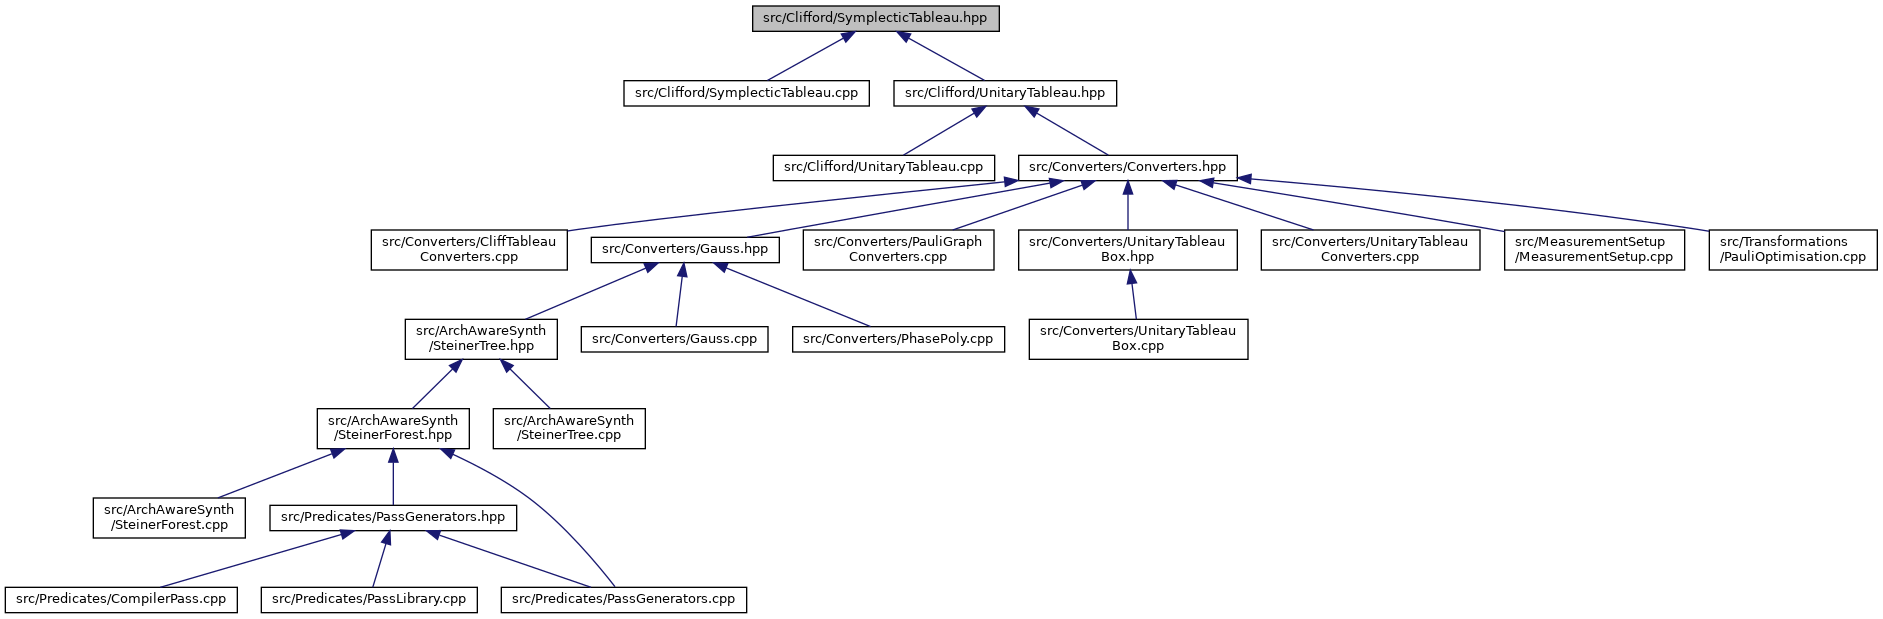 src/Clifford/SymplecticTableau.hpp
src/Clifford/SymplecticTableau.cpp
src/Clifford/UnitaryTableau.hpp
src/Clifford/UnitaryTableau.cpp
src/Converters/Converters.hpp
src/Converters/CliffTableau
Converters.cpp
src/Converters/Gauss.hpp
src/Converters/PauliGraph
Converters.cpp
src/Converters/UnitaryTableau
Box.hpp
src/Converters/UnitaryTableau
Converters.cpp
src/MeasurementSetup
/MeasurementSetup.cpp
src/Transformations
/PauliOptimisation.cpp
src/ArchAwareSynth
/SteinerTree.hpp
src/Converters/Gauss.cpp
src/Converters/PhasePoly.cpp
src/Converters/UnitaryTableau
Box.cpp
src/ArchAwareSynth
/SteinerForest.hpp
src/ArchAwareSynth
/SteinerTree.cpp
src/ArchAwareSynth
/SteinerForest.cpp
src/Predicates/PassGenerators.hpp
src/Predicates/CompilerPass.cpp
src/Predicates/PassLibrary.cpp
src/Predicates/PassGenerators.cpp